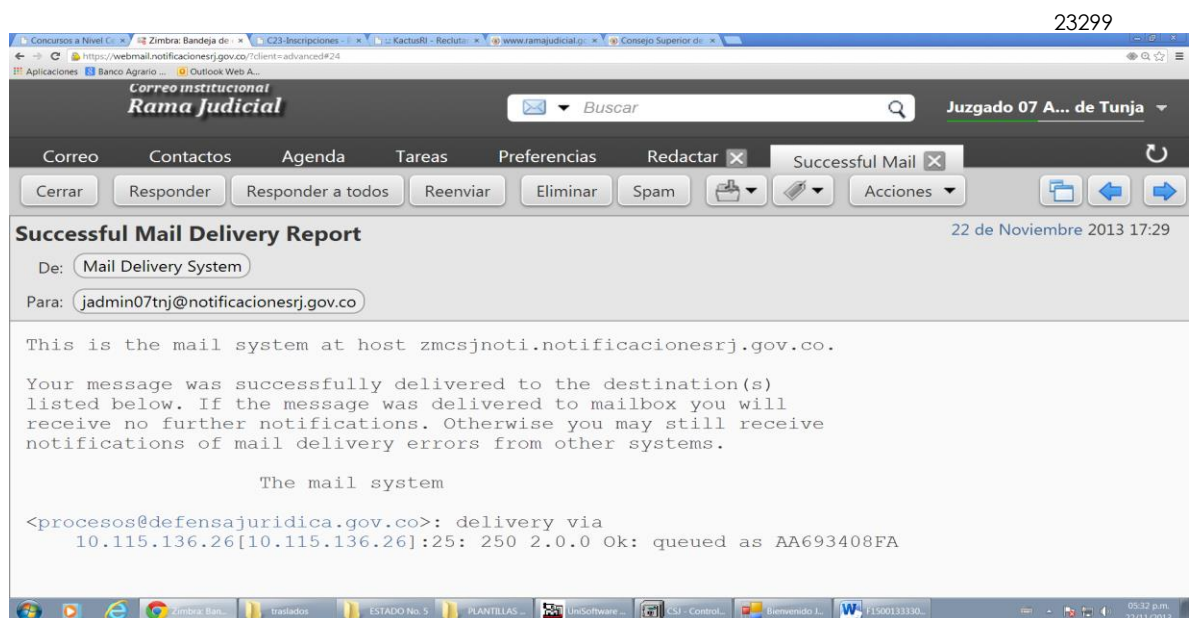 23299
Concursos a Nivel Ce
Zimbra: Bandeja de
C23-Inscripciones - 
KactusRI - Recluta
www.ramajudicial.gc
Consejo Superior de
https://webmail.notificacionesrj.gov.co/?client=advanced#24
Aplicaciones Banco Agrario ... Outlook Web A...
Correo institucional
Rama Judicial
Buscar
Juzgado 07 A... de Tunja
Correo Contactos Agenda Tareas Preferencias Redactar Successful Mail
Cerrar Responder Responder a todos Reenviar Eliminar Spam Acciones
Successful Mail Delivery Report
22 de Noviembre 2013 17:29
De: Mail Delivery System
Para: jadmin07tnj@notificacionesrj.gov.co
This is the mail system at host zmcsjnoti.notificacionesrj.gov.co.
Your message was successfully delivered to the destination(s)
listed below. If the message was delivered to mailbox you will
receive no further notifications. Otherwise you may still receive
notifications of mail delivery errors from other systems.
The mail system
<procesos@defensajuridica.gov.co>: delivery via
10.115.136.26[10.115.136.26]:25: 250 2.0.0 Ok: queued as AA693408FA
Zimbra: Ban... traslados ESTADO No. 5 PLANTILLAS ... UniSoftware ... CSJ - Control... Bienvenido J... F1500133330...
05:32 p.m.
22/11/2013